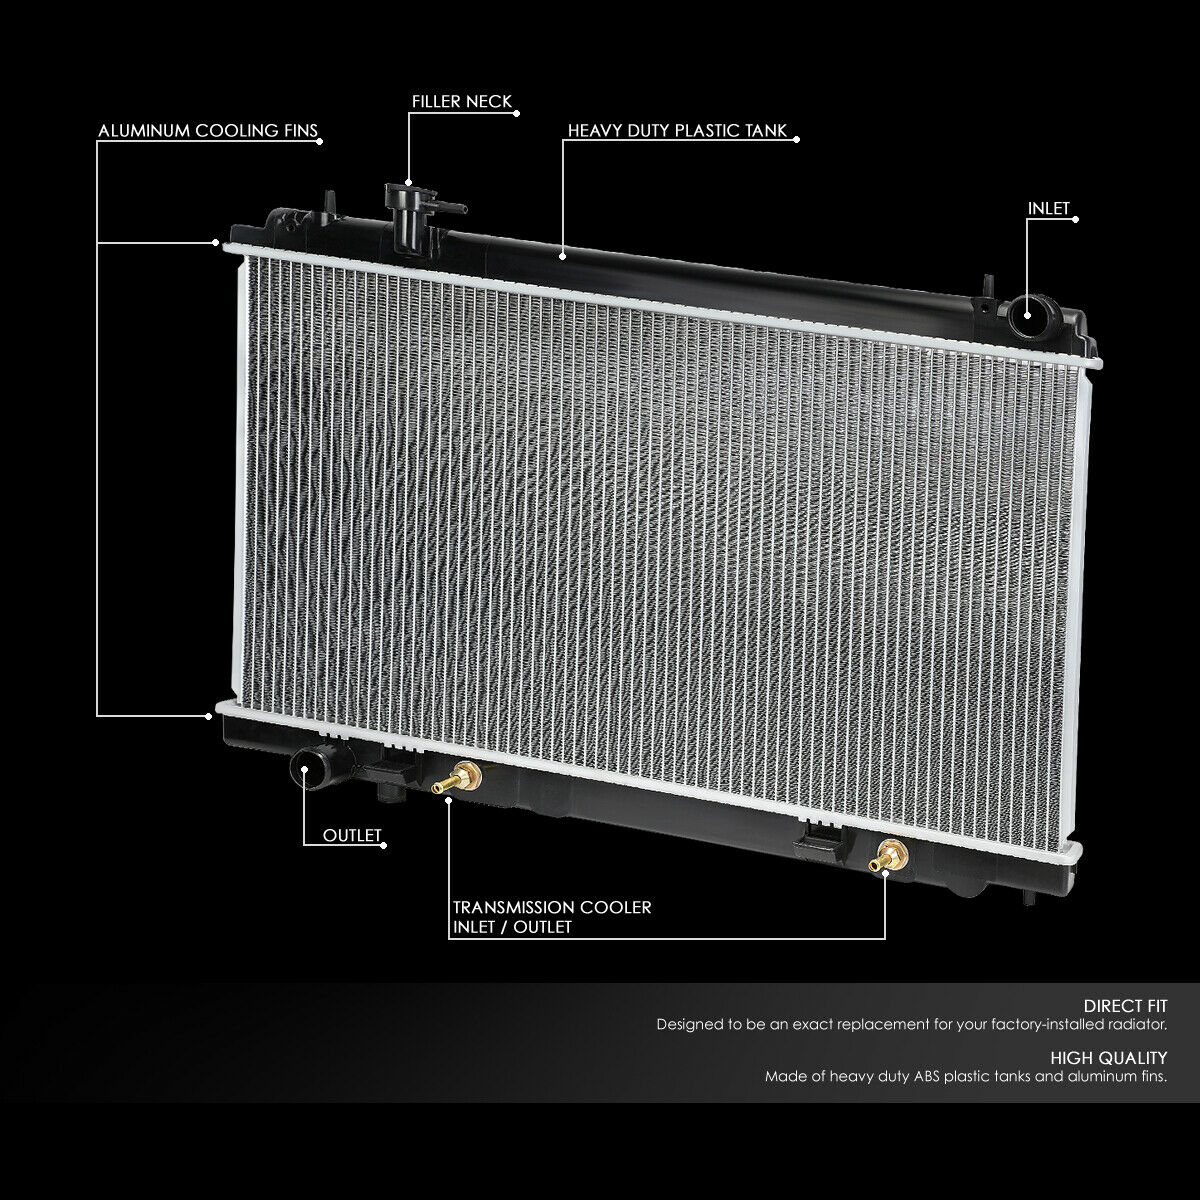 FILLER NECK
ALUMINUM COOLING FINS
HEAVY DUTY PLASTIC TANK
INLET
OUTLET
TRANSMISSION COOLER
INLET / OUTLET
DIRECT FIT
Designed to be an exact replacement for your factory-installed radiator.
HIGH QUALITY
Made of heavy duty ABS plastic tanks and aluminum fins.